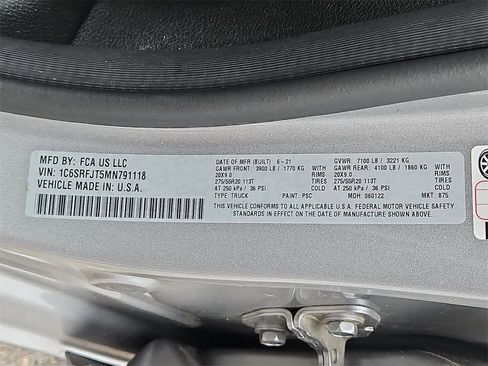 MFD BY: FCA US LLC
VIN: 1C6SRFJT5MN791118
VEHICLE MADE IN: U.S.A.
DATE OF MFR (BUILT): 6-21 GVWR: 7100 LB / 3221 KG
GAWR FRONT: 3900 LB / 1770 KG WITH GAWR REAR: 4100 LB / 1860 KG WITH
20X9.0 RIMS 20X9.0 RIMS
275/55R20 113T TIRES 275/55R20 113T TIRES
AT 250 kPa / 36 PSI COLD AT 250 kPa / 36 PSI COLD
TYPE: TRUCK PAINT: PSC MDH: 060122 MKT: 875
THIS VEHICLE CONFORMS TO ALL APPLICABLE U.S.A. FEDERAL MOTOR VEHICLE SAFETY
STANDARDS IN EFFECT ON THE DATE OF MANUFACTURE SHOWN ABOVE